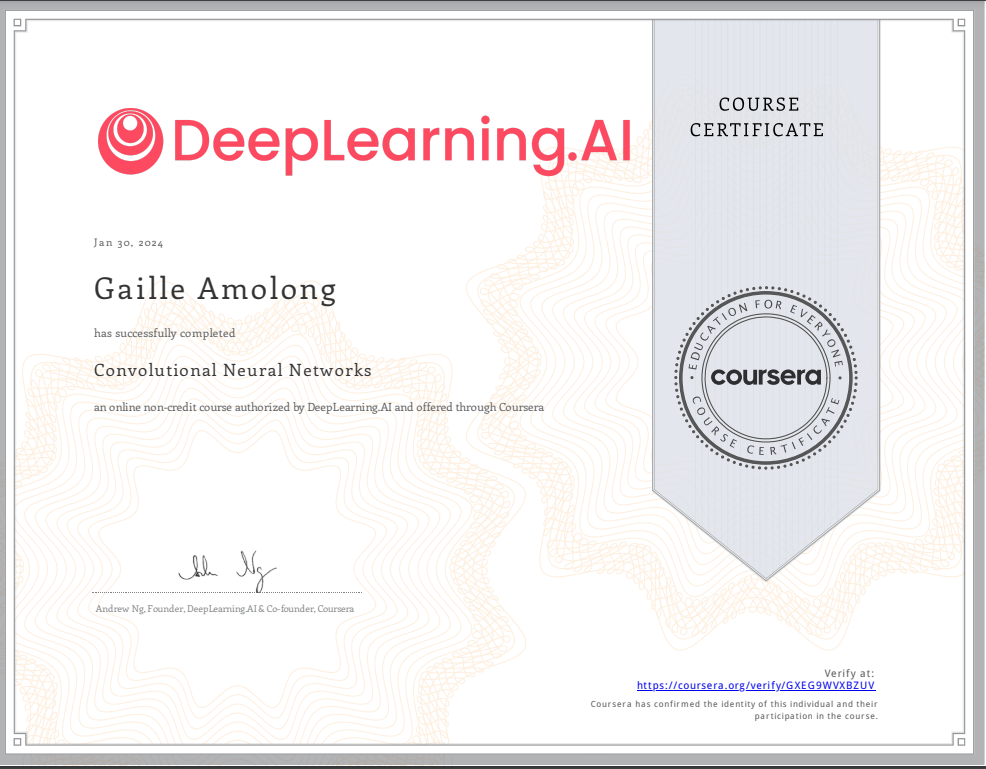 DeepLearning.AI
COURSE
CERTIFICATE
Jan 30, 2024
Gaille Amolong
has successfully completed
Convolutional Neural Networks
an online non-credit course authorized by DeepLearning.AI and offered through Coursera
EDUCATION FOR EVERYONE
coursera
COURSE CERTIFICATE
Andrew Ng, Founder, DeepLearning.AI & Co-founder, Coursera
Verify at:
https://coursera.org/verify/GXEG9WVXBZUV
Coursera has confirmed the identity of this individual and their
participation in the course.